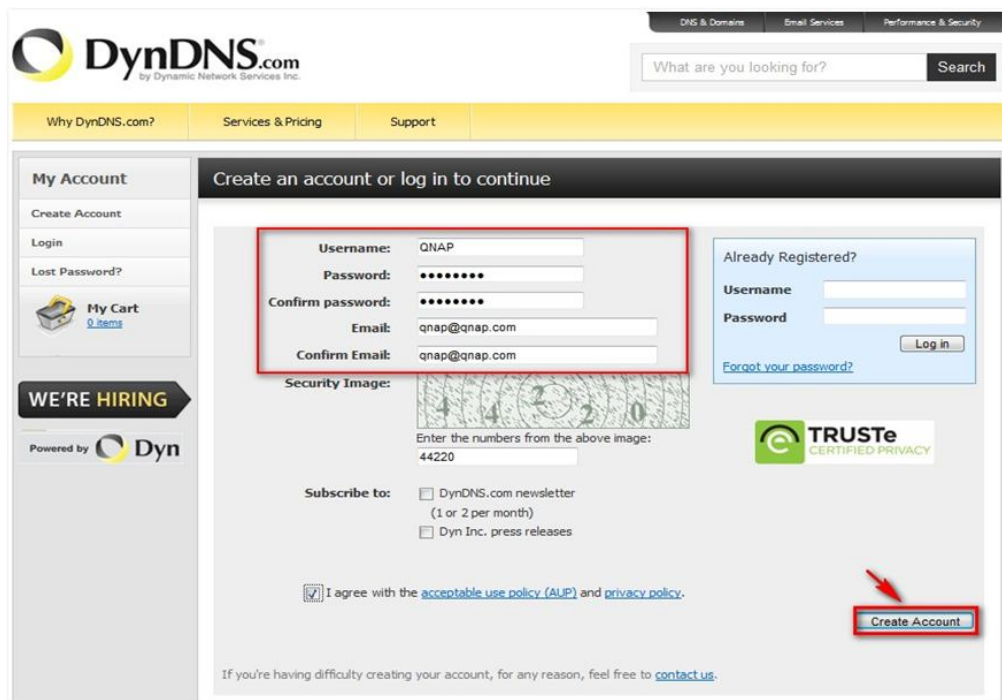 DNS & Domains Email Services Performance & Security
DynDNS.com
by Dynamic Network Services Inc.
What are you looking for? Search
Why DynDNS.com? Services & Pricing Support
My Account
Create Account
Login
Lost Password?
My Cart
0 items
WE'RE HIRING
Powered by Dyn
Create an account or log in to continue
Username: QNAP
Password: ••••••••
Confirm password: ••••••••
Email: qnap@qnap.com
Confirm Email: qnap@qnap.com
Security Image: 4 4 2 2 0
Enter the numbers from the above image:
44220
Subscribe to: DynDNS.com newsletter
(1 or 2 per month)
Dyn Inc. press releases
I agree with the acceptable use policy (AUP) and privacy policy.
Already Registered?
Username
Password
Log in
Forgot your password?
TRUSTe
CERTIFIED PRIVACY
Create Account
If you're having difficulty creating your account, for any reason, feel free to contact us.